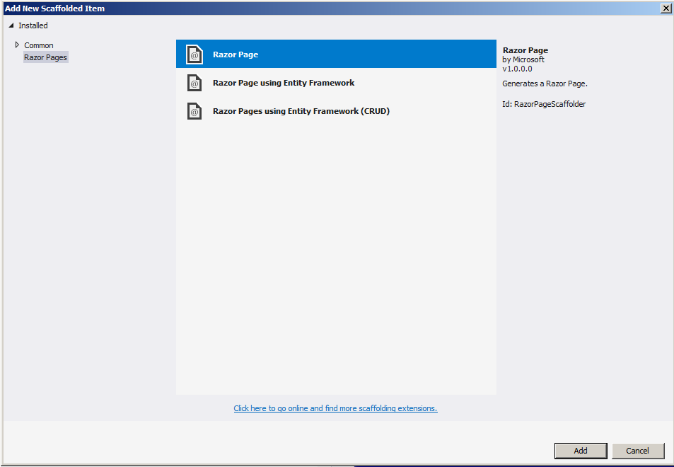 Add New Scaffolded Item
Installed
Common
Razor Pages
Razor Page
Razor Page using Entity Framework
Razor Pages using Entity Framework (CRUD)
Razor Page
by Microsoft
v1.0.0.0
Generates a Razor Page.
Id: RazorPageScaffolder
Click here to go online and find more scaffolding extensions.
Add
Cancel